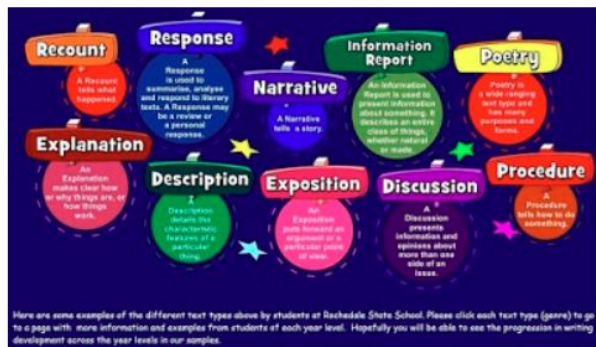 Recount
A Recount
tells what
happened.
Response
A
Response
is used to
summarise, analyse
and respond to literary
texts. A Response may
be a review or
a personal
response.
Narrative
A Narrative
tells a story.
Information
Report
An Information
Report is used to
present information
about something. It
describes an entire
class of things,
whether natural
or made.
Poetry
Poetry is
a wide ranging
text type and
has many
purposes and
forms.
Explanation
An
Explanation
makes clear how
or why things are, or
how things
work.
Description
Description
details the
characteristic
features of a
particular
thing.
Exposition
An
Exposition
puts forward an
argument or a
particular point
of view.
Discussion
A
Discussion
presents
information and
opinions about
more than one
side of an
issue.
Procedure
A
Procedure
tells how to do
something.
Here are some examples of the different text types above by students at Rochedale State School. Please click each text type (genre) to go
to a page with more information and examples from students of each year level. Hopefully you will be able to see the progression in writing
development across the year levels in our samples.